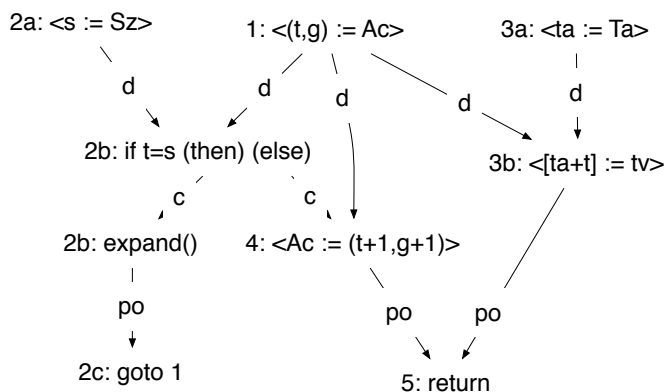 2a: <s := Sz>
1: <(t,g) := Ac>
3a: <ta := Ta>
d
d
d
d
d
2b: if t=s (then) (else)
3b: <[ta+t] := tv>
c
c
2b: expand()
4: <Ac := (t+1,g+1)>
po
po
po
2c: goto 1
5: return